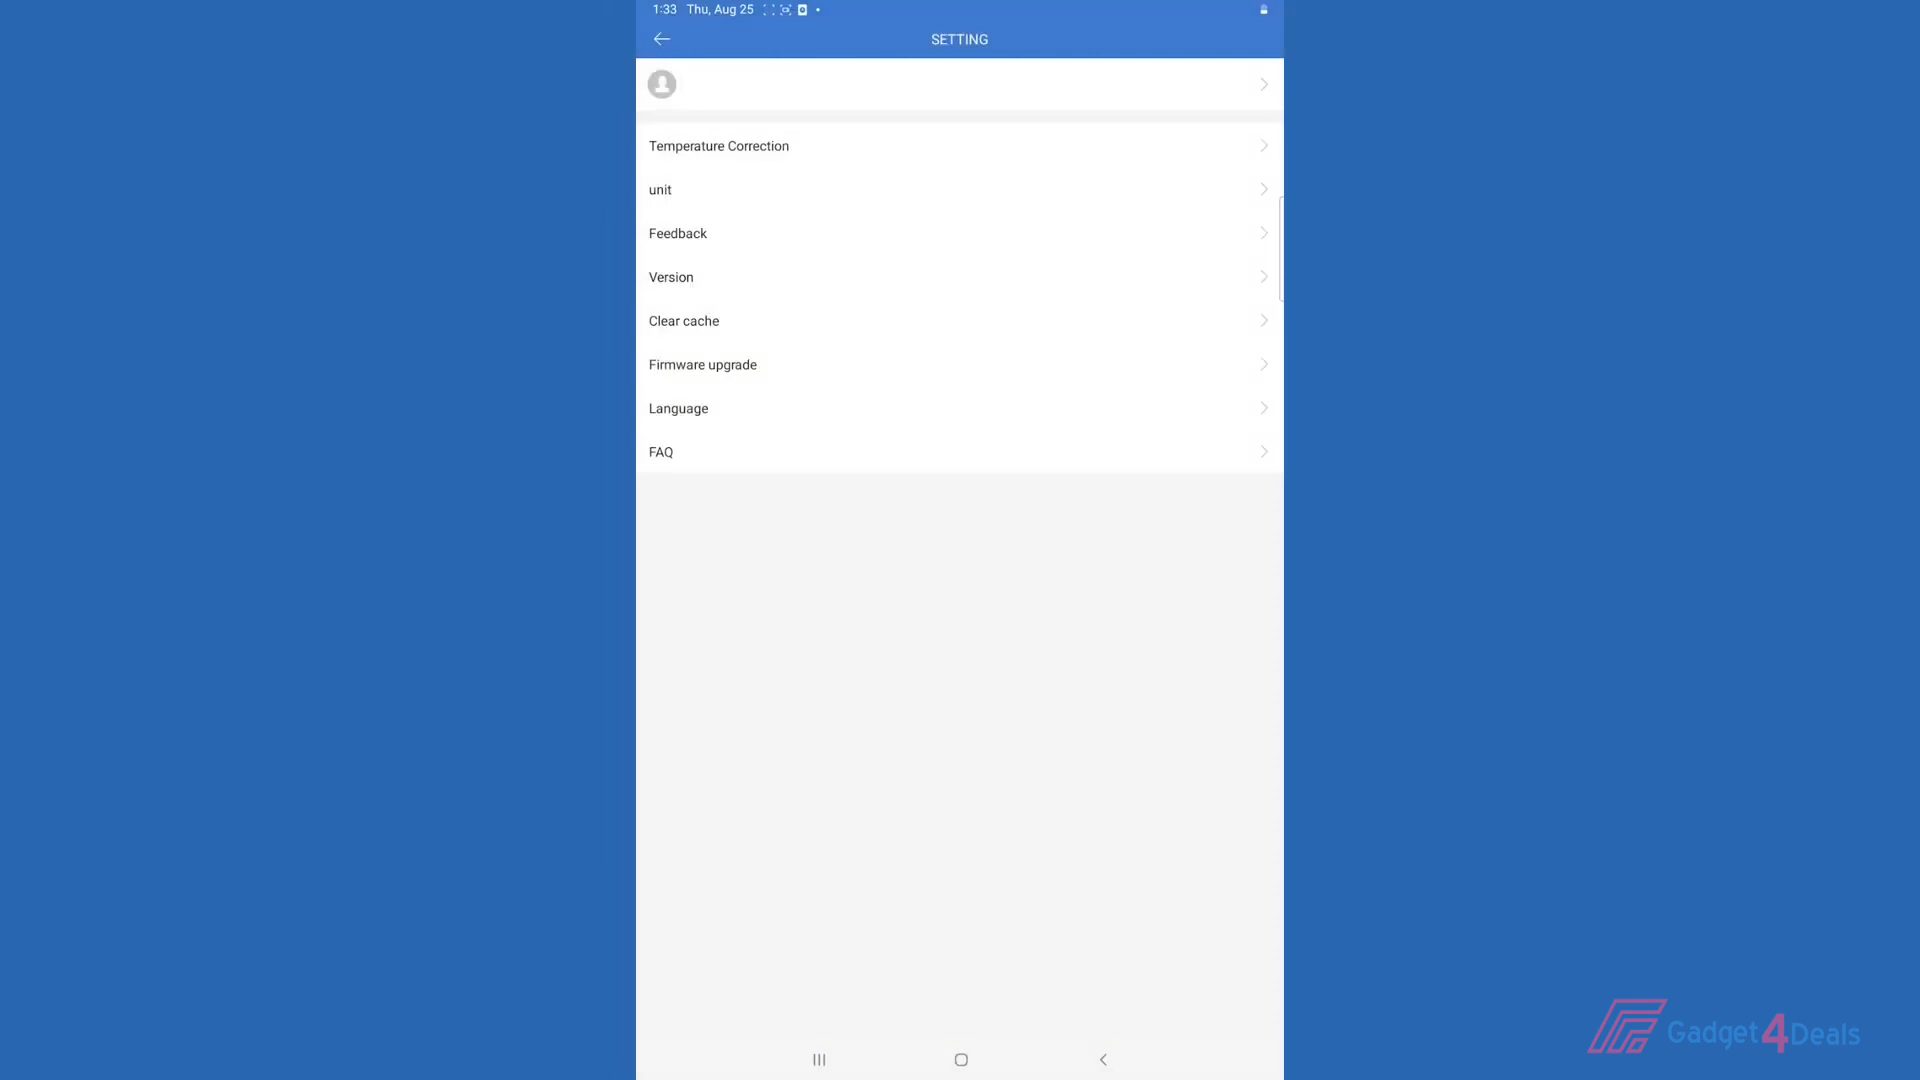 1:33 Thu, Aug 25
SETTING
Temperature Correction
unit
Feedback
Version
Clear cache
Firmware upgrade
Language
FAQ
Gadget4Deals